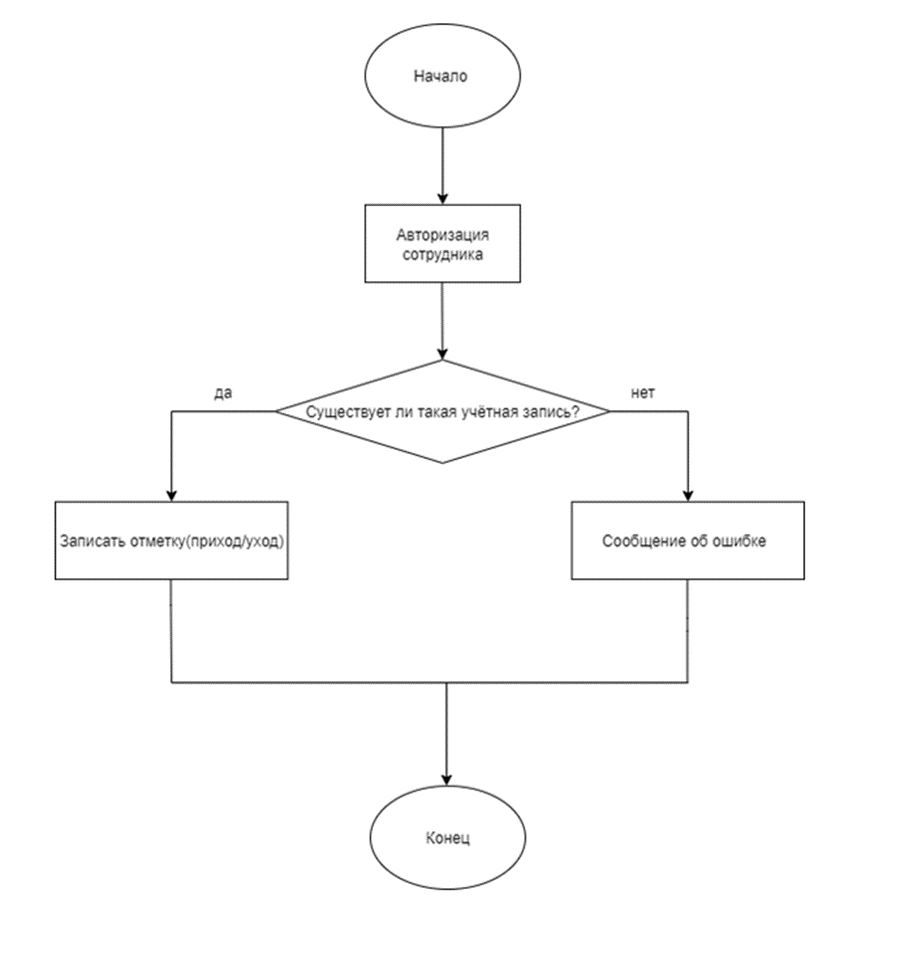 Начало
Авторизация
сотрудника
да
нет
Существует ли такая учётная запись?
Записать отметку(приход/уход)
Сообщение об ошибке
Конец